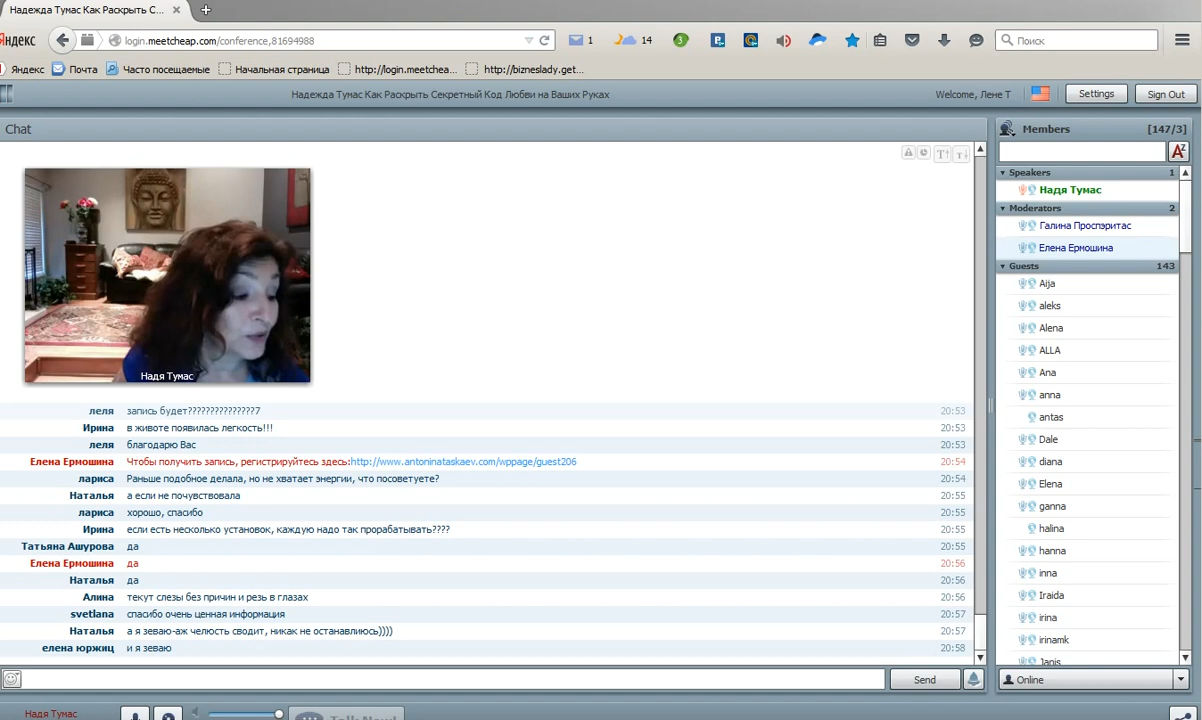 Надежда Тумас Как Раскрыть С...
Яндекс
login.meetcheap.com/conference,81694988
1
14
3
Поиск
Яндекс Почта Часто посещаемые Начальная страница http://login.meetchea... http://bizneslady.get...
Надежда Тумас Как Раскрыть Секретный Код Любви на Ваших Руках
Welcome, Лене Т
Settings
Sign Out
Chat
Надя Тумас
леля запись будет???????????????7 20:53
Ирина в животе появилась легкость!!! 20:53
леля благодарю Вас 20:53
Елена Ермошина Чтобы получить запись, регистрируйтесь здесь:http://www.antoninataskaev.com/wppage/guest206 20:54
лариса Раньше подобное делала, но не хватает энергии, что посоветуете? 20:54
Наталья а если не почувствовала 20:55
лариса хорошо, спасибо 20:55
Ирина если есть несколько установок, каждую надо так прорабатывать???? 20:55
Татьяна Ашурова да 20:55
Елена Ермошина да 20:56
Наталья да 20:56
Алина текут слезы без причин и резь в глазах 20:56
svetlana спасибо очень ценная информация 20:57
Наталья а я зеваю-аж челюсть сводит, никак не останавлиюсь)))) 20:57
елена юржиц и я зеваю 20:58
Send
Надя Тумас
Talk Now!
Members [147/3]
Speakers 1
Надя Тумас
Moderators 2
Галина Проспэритас
Елена Ермошина
Guests 143
Aija
aleks
Alena
ALLA
Ana
anna
antas
Dale
diana
Elena
ganna
halina
hanna
inna
Iraida
irina
irinamk
Janis
Online